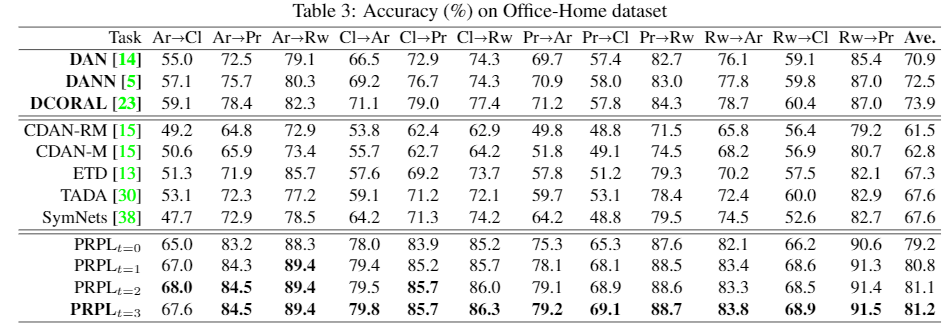 Table 3: Accuracy (%) on Office-Home dataset
Task Ar→Cl Ar→Pr Ar→Rw Cl→Ar Cl→Pr Cl→Rw Pr→Ar Pr→Cl Pr→Rw Rw→Ar Rw→Cl Rw→Pr Ave.
DAN [14] 55.0 72.5 79.1 66.5 72.9 74.3 69.7 57.4 82.7 76.1 59.1 85.4 70.9
DANN [5] 57.1 75.7 80.3 69.2 76.7 74.3 70.9 58.0 83.0 77.8 59.8 87.0 72.5
DCORAL [23] 59.1 78.4 82.3 71.1 79.0 77.4 71.2 57.8 84.3 78.7 60.4 87.0 73.9
CDAN-RM [15] 49.2 64.8 72.9 53.8 62.4 62.9 49.8 48.8 71.5 65.8 56.4 79.2 61.5
CDAN-M [15] 50.6 65.9 73.4 55.7 62.7 64.2 51.8 49.1 74.5 68.2 56.9 80.7 62.8
ETD [13] 51.3 71.9 85.7 57.6 69.2 73.7 57.8 51.2 79.3 70.2 57.5 82.1 67.3
TADA [30] 53.1 72.3 77.2 59.1 71.2 72.1 59.7 53.1 78.4 72.4 60.0 82.9 67.6
SymNets [38] 47.7 72.9 78.5 64.2 71.3 74.2 64.2 48.8 79.5 74.5 52.6 82.7 67.6
PRPLt=0 65.0 83.2 88.3 78.0 83.9 85.2 75.3 65.3 87.6 82.1 66.2 90.6 79.2
PRPLt=1 67.0 84.3 89.4 79.4 85.2 85.7 78.1 68.1 88.5 83.4 68.6 91.3 80.8
PRPLt=2 68.0 84.5 89.4 79.5 85.7 86.0 79.1 68.9 88.6 83.3 68.5 91.4 81.1
PRPLt=3 67.6 84.5 89.4 79.8 85.7 86.3 79.2 69.1 88.7 83.8 68.9 91.5 81.2